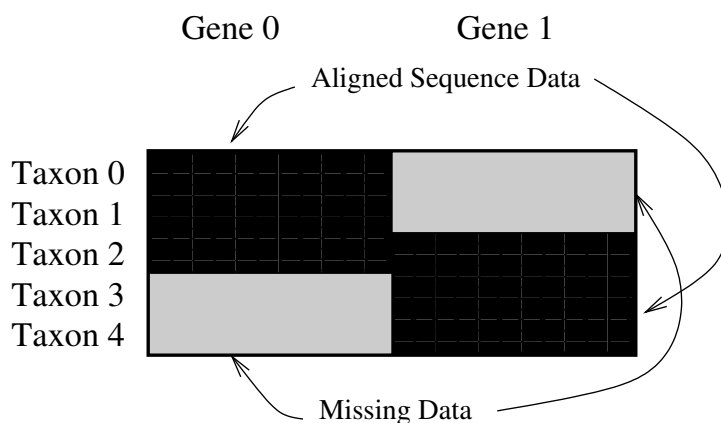 Gene 0 Gene 1
Aligned Sequence Data
Taxon 0
Taxon 1
Taxon 2
Taxon 3
Taxon 4
Missing Data